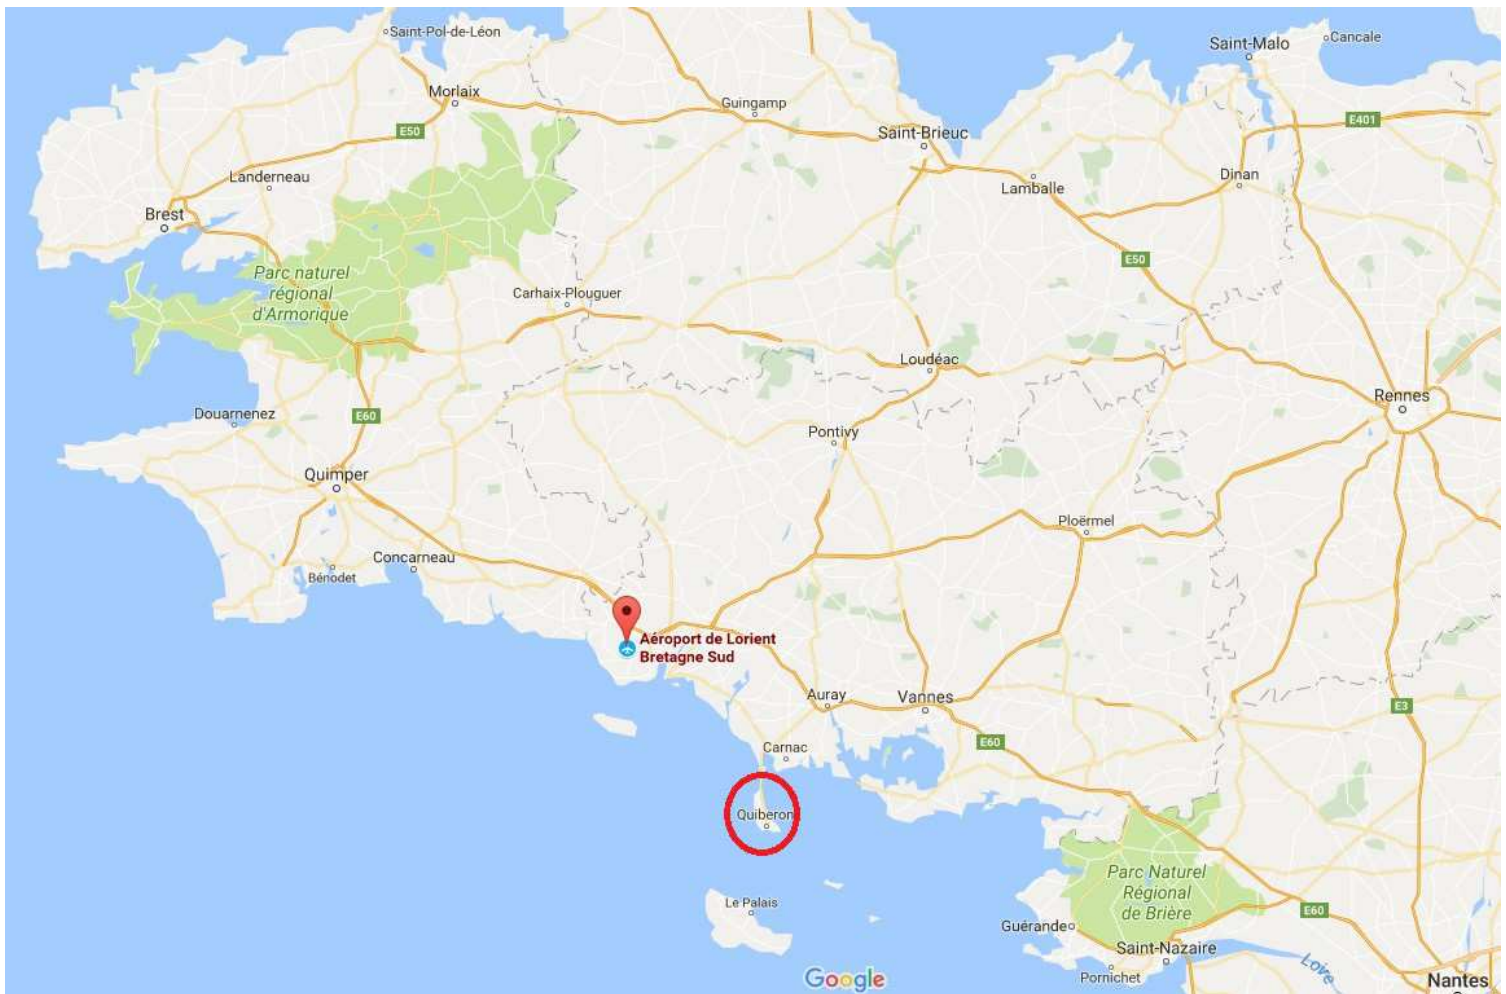 Saint-Pol-de-Léon
Saint-Malo
Cancale
Morlaix
Guingamp
E401
E50
Saint-Brieuc
Landerneau
Lamballe
Dinan
Brest
E50
Parc naturel
régional
d'Armorique
Carhaix-Plouguer
Loudéac
Rennes
Douarnenez
E60
Pontivy
Quimper
Ploërmel
Concarneau
Bénodet
Aéroport de Lorient
Bretagne Sud
Auray
Vannes
E3
Carnac
E60
Quiberon
Parc Naturel
Régional
de Brière
Le Palais
E60
Guérande
Saint-Nazaire
Loire
Pornichet
Google
Nantes